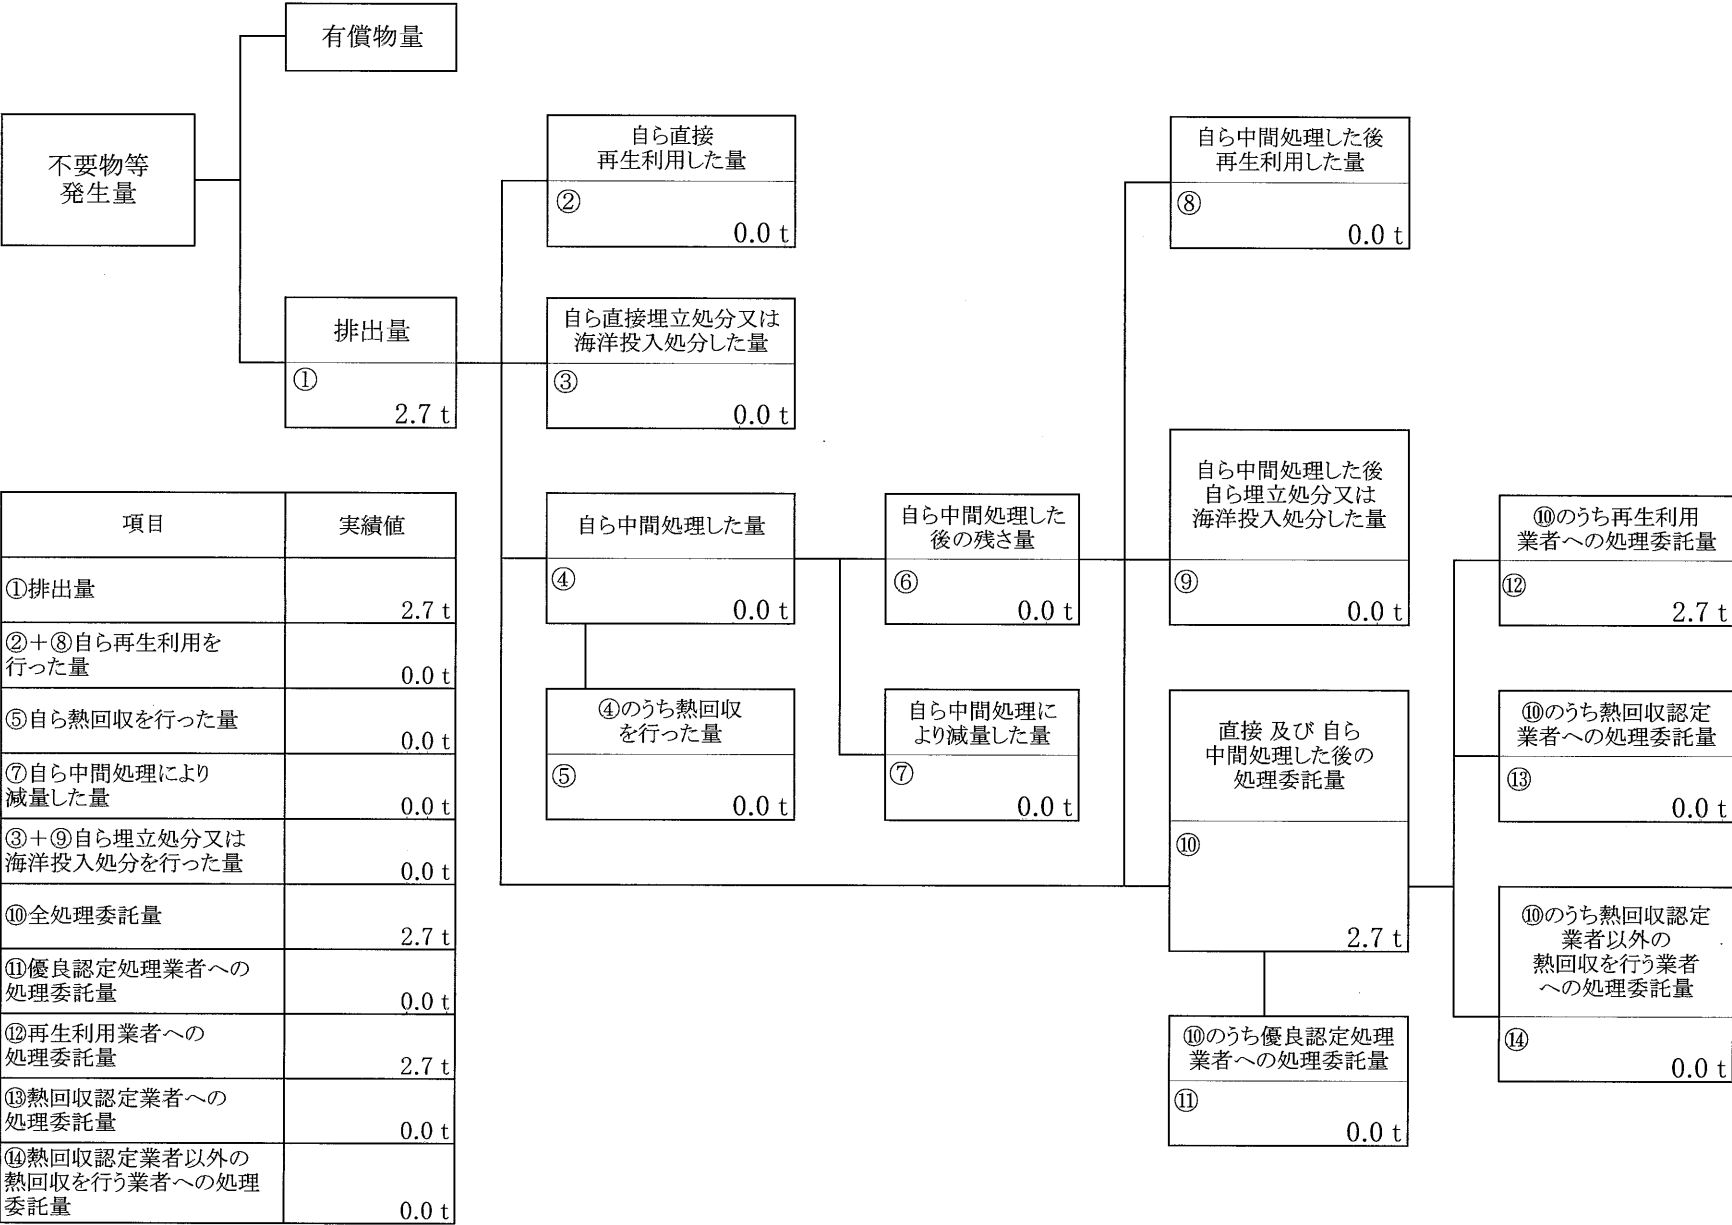 有償物量
不要物等
発生量
自ら直接
再生利用した量
②
0.0 t
自ら中間処理した後
再生利用した量
⑧
0.0 t
排出量
①
2.7 t
自ら直接埋立処分又は
海洋投入処分した量
③
0.0 t
自ら中間処理した量
④
0.0 t
自ら中間処理した
後の残さ量
⑥
0.0 t
自ら中間処理した後
自ら埋立処分又は
海洋投入処分した量
⑨
0.0 t
⑩のうち再生利用
業者への処理委託量
⑫
2.7 t
④のうち熱回収
を行った量
⑤
0.0 t
自ら中間処理に
より減量した量
⑦
0.0 t
直接 及び 自ら
中間処理した後の
処理委託量
⑩
2.7 t
⑩のうち熱回収認定
業者への処理委託量
⑬
0.0 t
⑩のうち熱回収認定
業者以外の
熱回収を行う業者
への処理委託量
⑭
0.0 t
⑩のうち優良認定処理
業者への処理委託量
⑪
0.0 t
項目 実績値
①排出量
2.7 t
②＋⑧自ら再生利用を
行った量
0.0 t
⑤自ら熱回収を行った量
0.0 t
⑦自ら中間処理により
減量した量
0.0 t
③＋⑨自ら埋立処分又は
海洋投入処分を行った量
0.0 t
⑩全処理委託量
2.7 t
⑪優良認定処理業者への
処理委託量
0.0 t
⑫再生利用業者への
処理委託量
2.7 t
⑬熱回収認定業者への
処理委託量
0.0 t
⑭熱回収認定業者以外の
熱回収を行う業者への処理
委託量
0.0 t